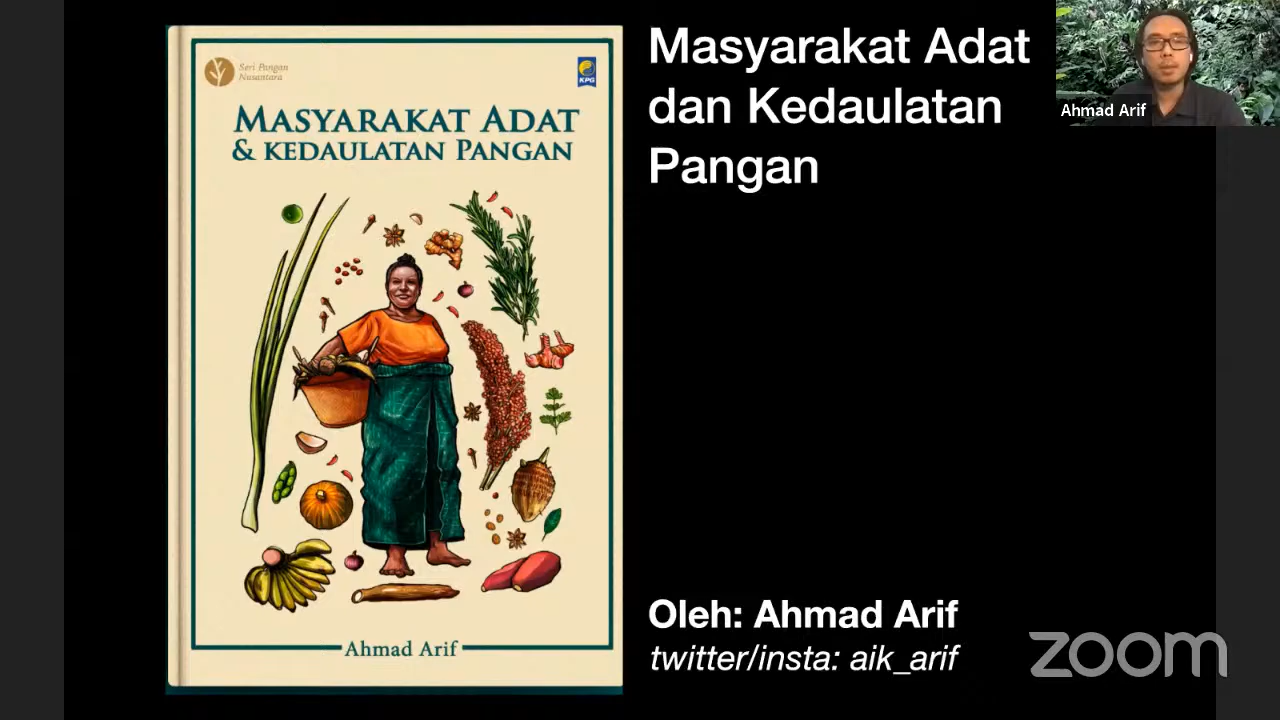 Seri Pangan
Nusantara
KPG
MASYARAKAT ADAT
& KEDAULATAN PANGAN
Ahmad Arif
Masyarakat Adat
dan Kedaulatan
Pangan
Oleh: Ahmad Arif
twitter/insta: aik_arif
Ahmad Arif
zoom